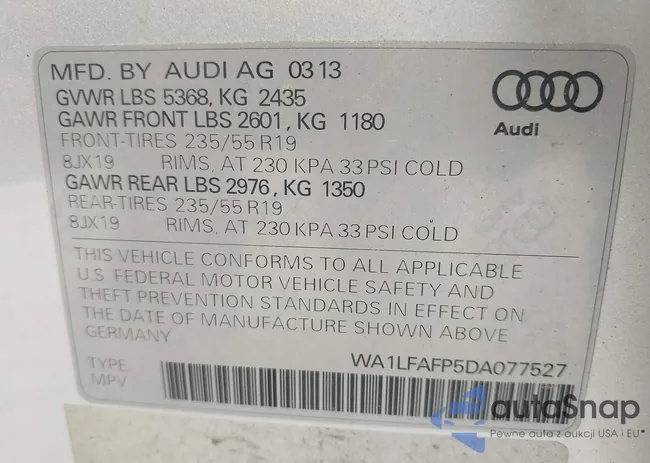 MFD. BY AUDI AG 0313
GVWR LBS 5368, KG 2435
GAWR FRONT LBS 2601, KG 1180
FRONT-TIRES 235/55 R19
8JX19 RIMS, AT 230 KPA 33 PSI COLD
GAWR REAR LBS 2976, KG 1350
REAR-TIRES 235/55 R19
8JX19 RIMS, AT 230 KPA 33 PSI COLD
Audi
THIS VEHICLE CONFORMS TO ALL APPLICABLE
U.S. FEDERAL MOTOR VEHICLE SAFETY AND
THEFT PREVENTION STANDARDS IN EFFECT ON
THE DATE OF MANUFACTURE SHOWN ABOVE
GERMANY
TYPE WA1LFAFP5DA077527
MPV
autoSnap
Pewne auta z aukcji USA i EU